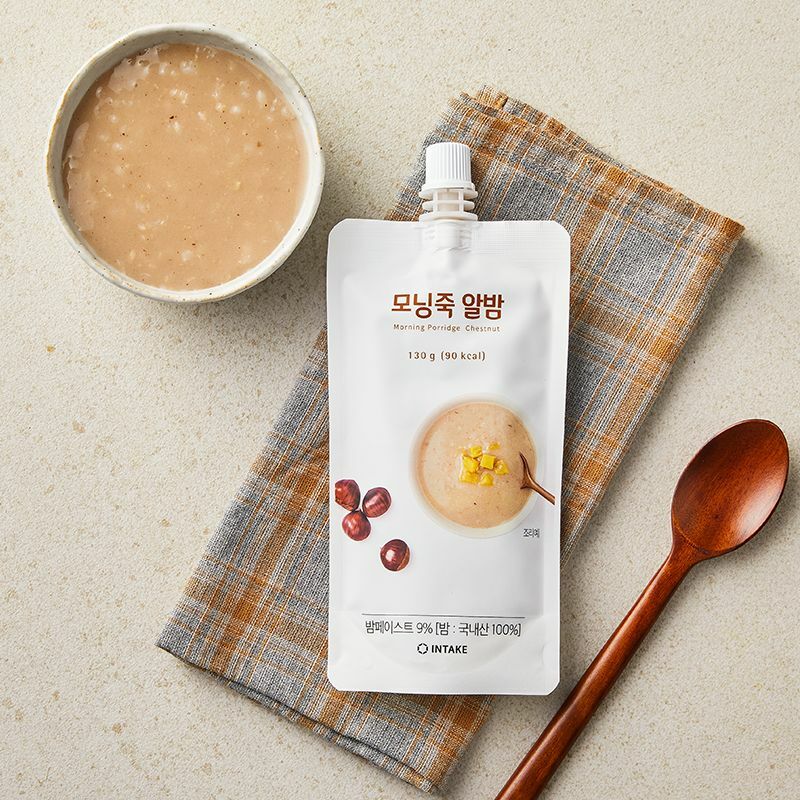 모닝죽 알밤
Morning Porridge Chestnut
130 g (90 kcal)
조리예
밤페이스트 9% [밤 : 국내산 100%]
INTAKE